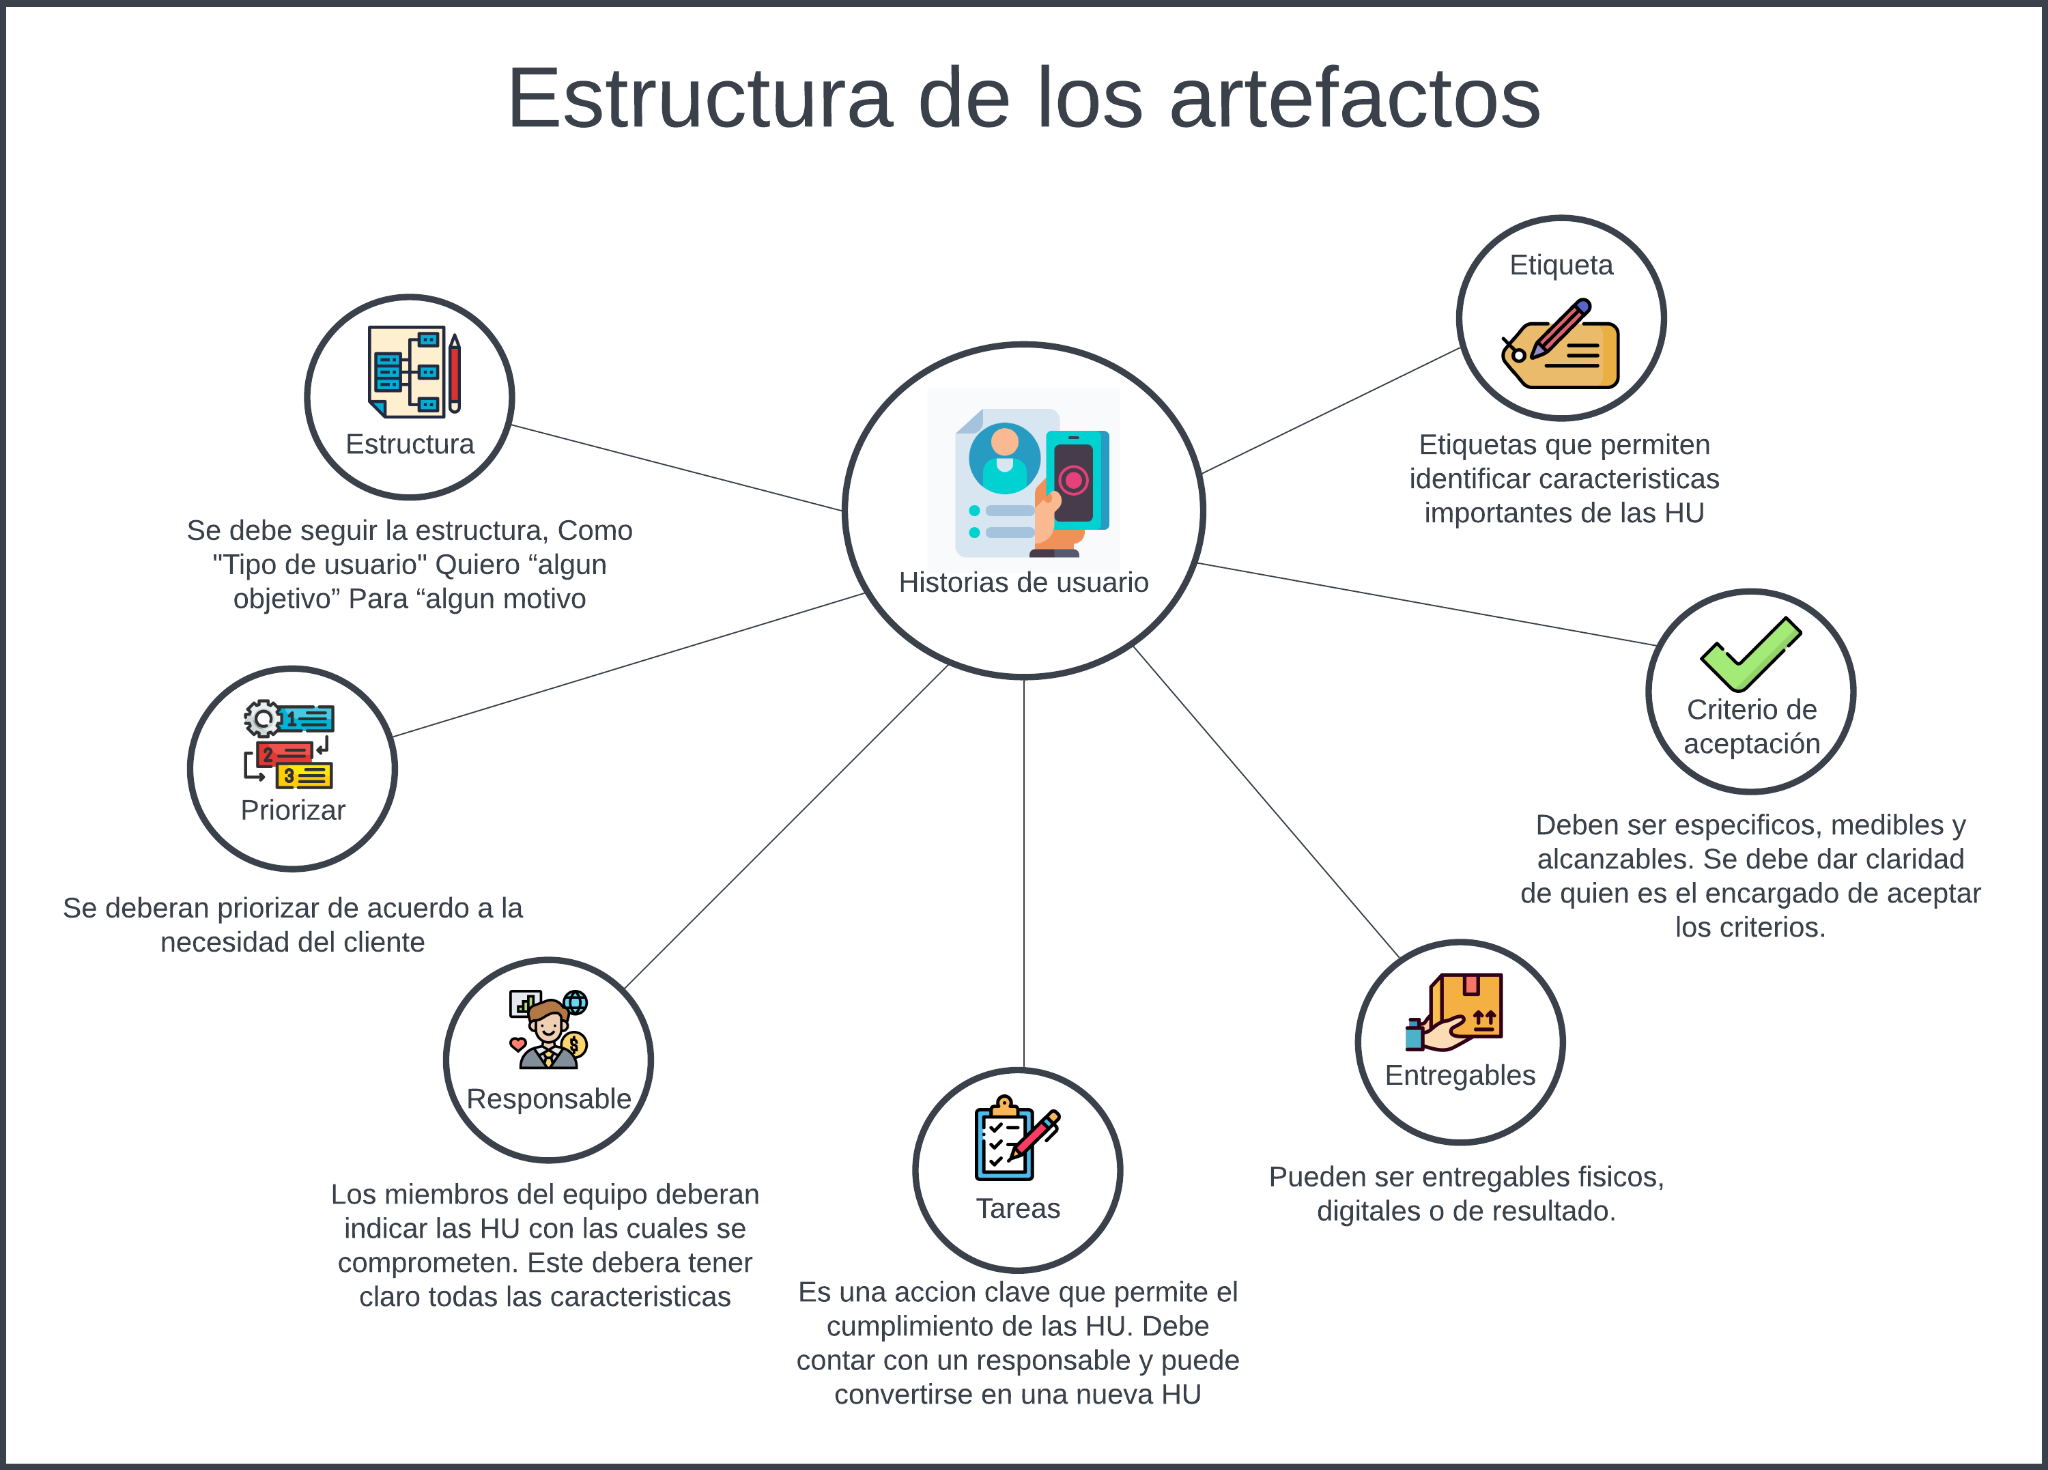 Estructura de los artefactos
Etiqueta
Etiquetas que permiten
identificar caracteristicas
importantes de las HU
Estructura
Se debe seguir la estructura, Como
"Tipo de usuario" Quiero “algun
objetivo” Para “algun motivo
Historias de usuario
Criterio de
aceptación
Deben ser especificos, medibles y
alcanzables. Se debe dar claridad
de quien es el encargado de aceptar
los criterios.
1
2
3
Priorizar
Se deberan priorizar de acuerdo a la
necesidad del cliente
$
Responsable
Los miembros del equipo deberan
indicar las HU con las cuales se
comprometen. Este debera tener
claro todas las caracteristicas
Tareas
Es una accion clave que permite el
cumplimiento de las HU. Debe
contar con un responsable y puede
convertirse en una nueva HU
Entregables
Pueden ser entregables fisicos,
digitales o de resultado.